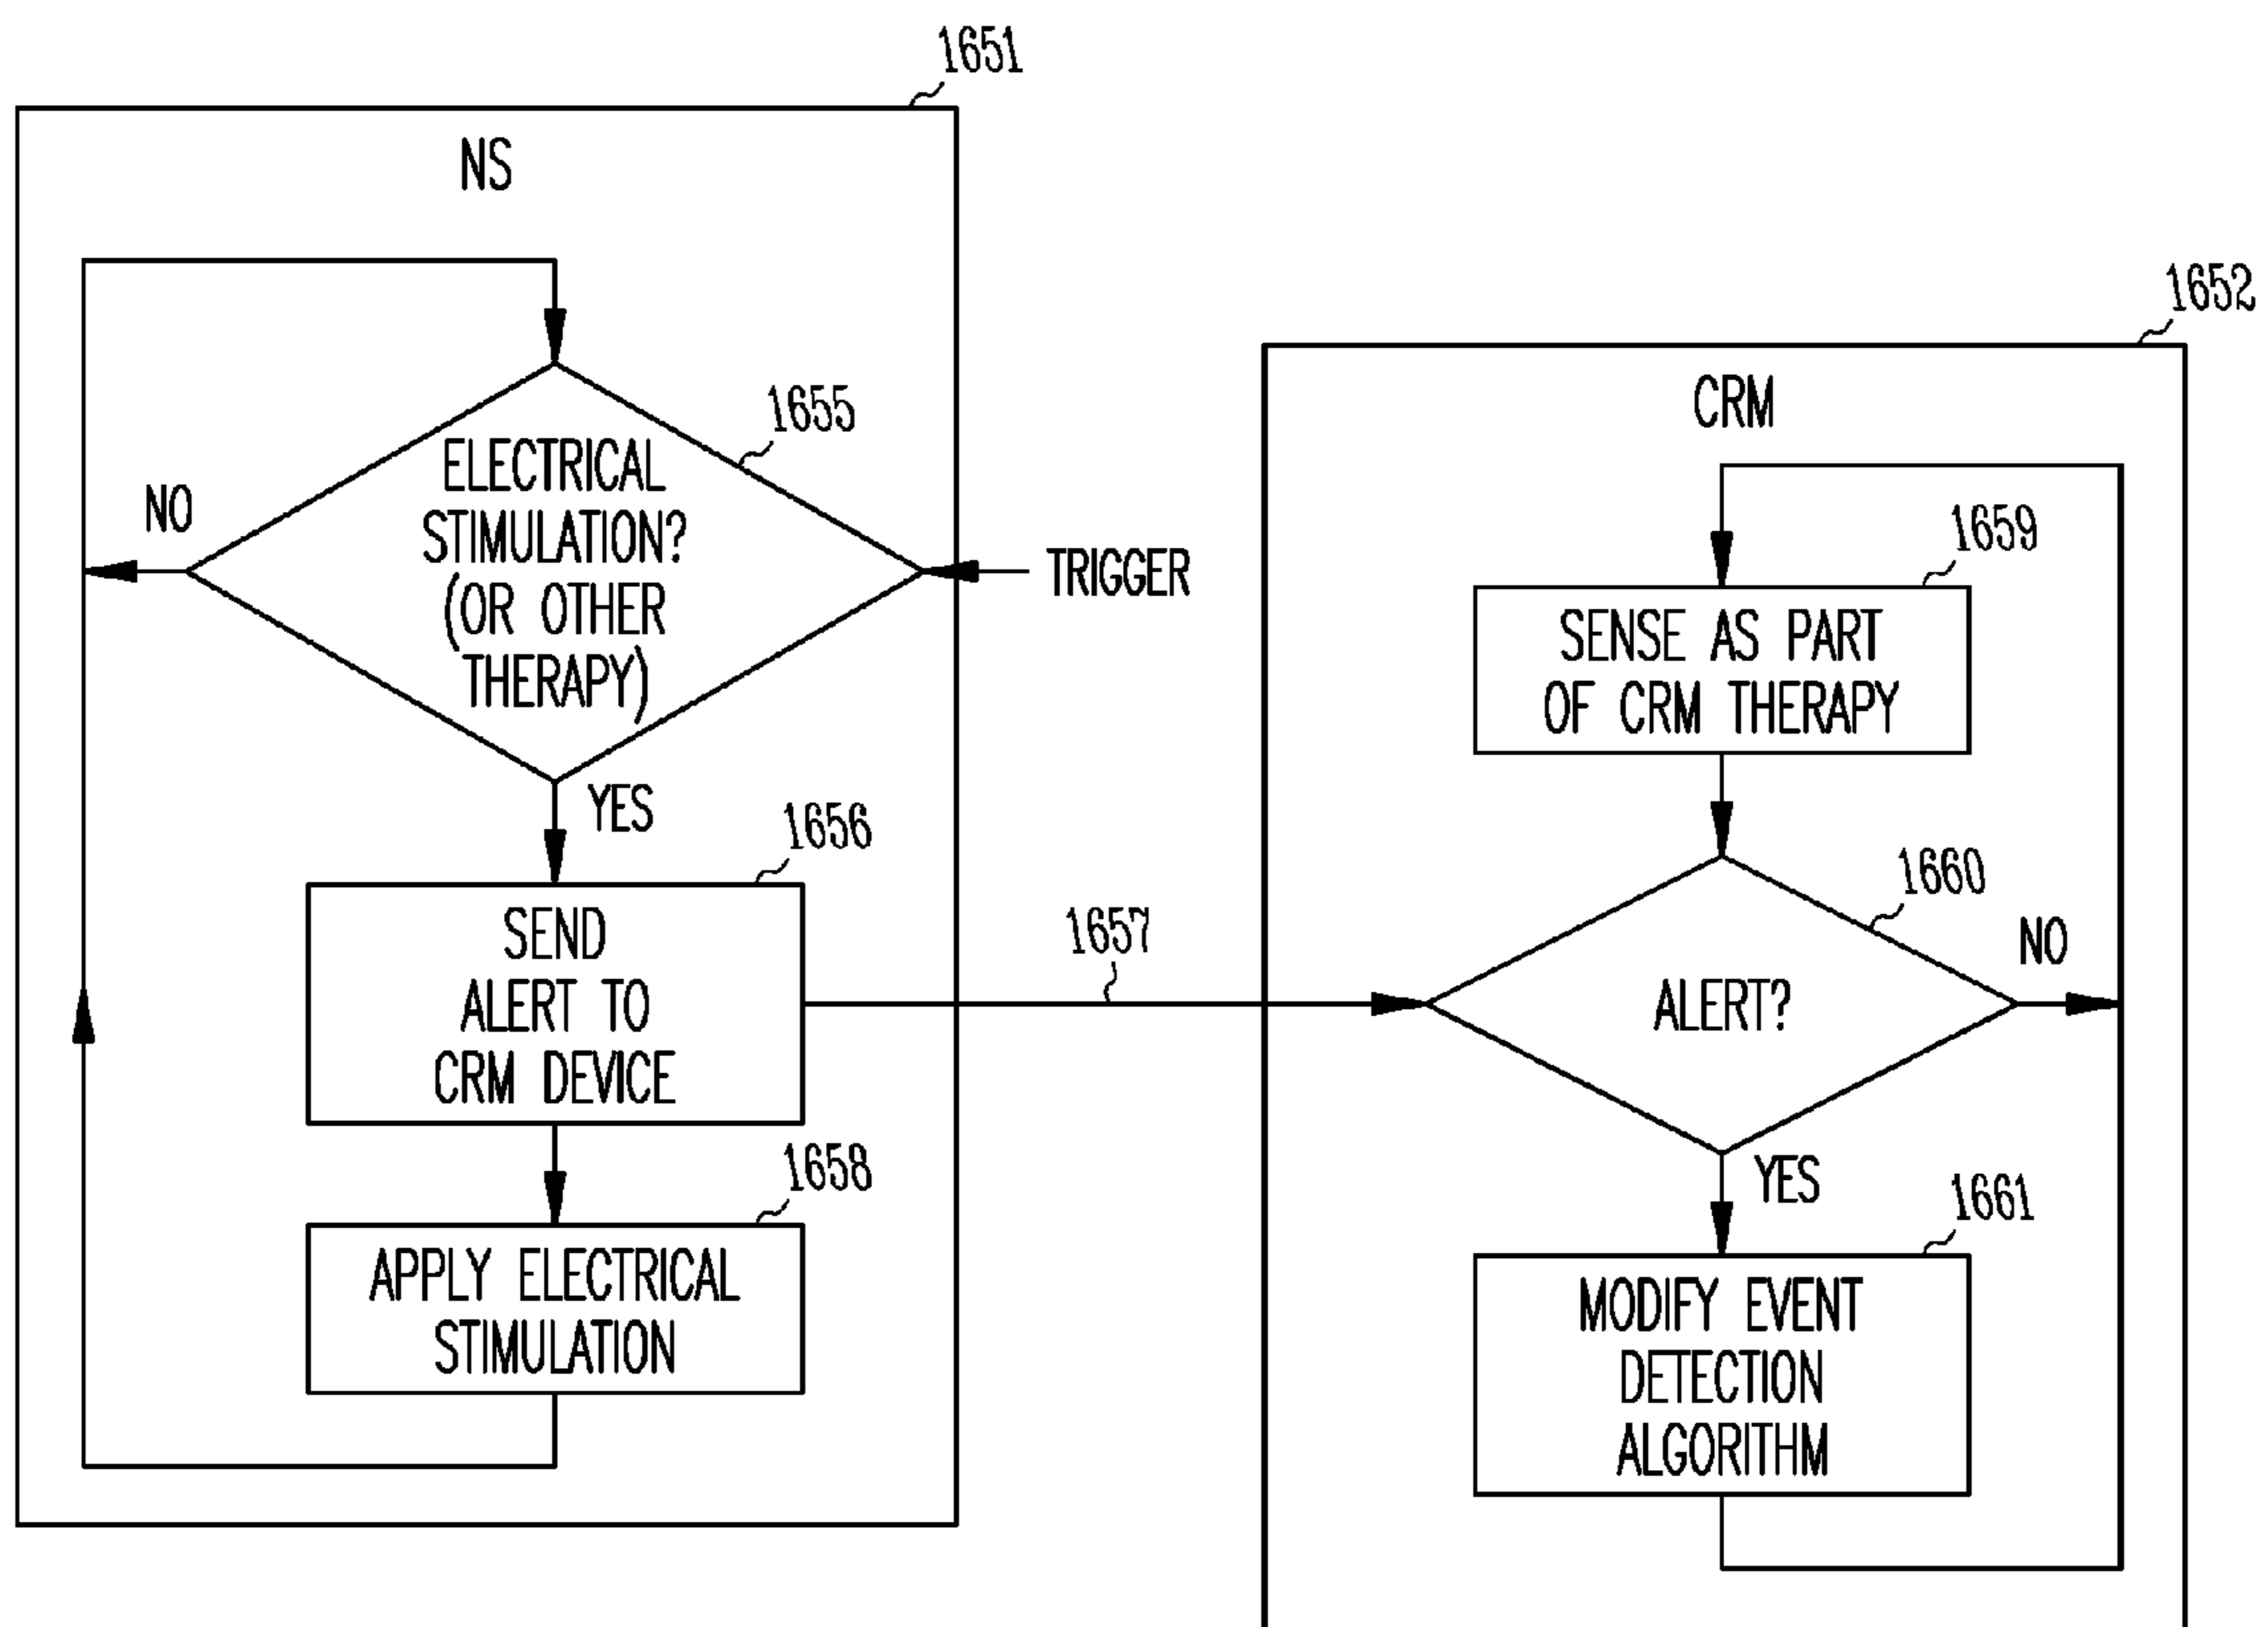 1651
NS
1655
ELECTRICAL
STIMULATION?
(OR OTHER
THERAPY)
NO
TRIGGER
YES
1656
SEND
ALERT TO
CRM DEVICE
1657
1658
APPLY ELECTRICAL
STIMULATION
1652
CRM
1659
SENSE AS PART
OF CRM THERAPY
1660
ALERT?
NO
YES
1661
MODIFY EVENT
DETECTION
ALGORITHM